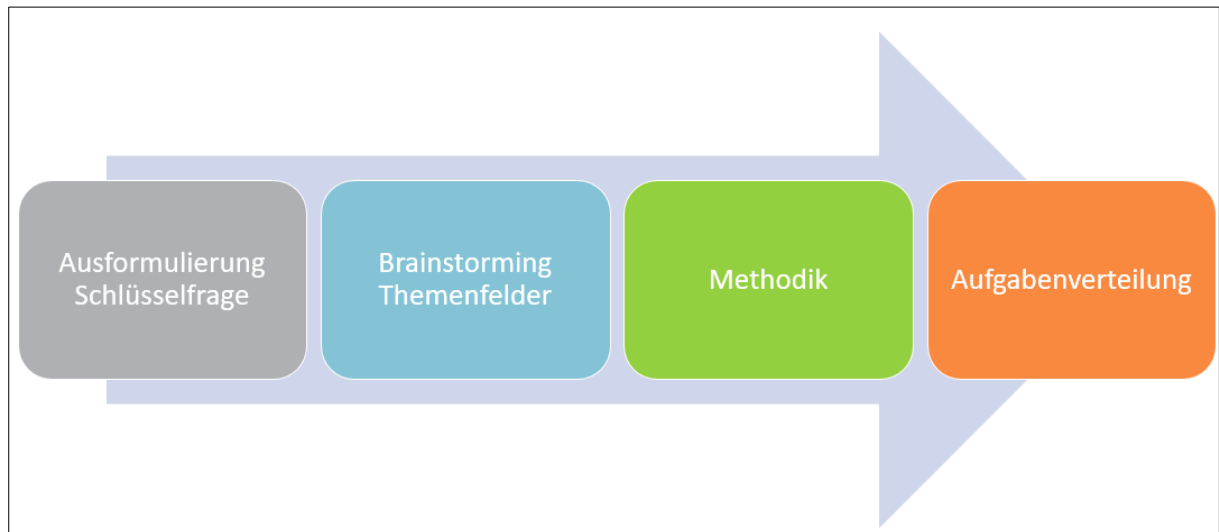 Ausformulierung
Schlüsselfrage
Brainstorming
Themenfelder
Methodik
Aufgabenverteilung